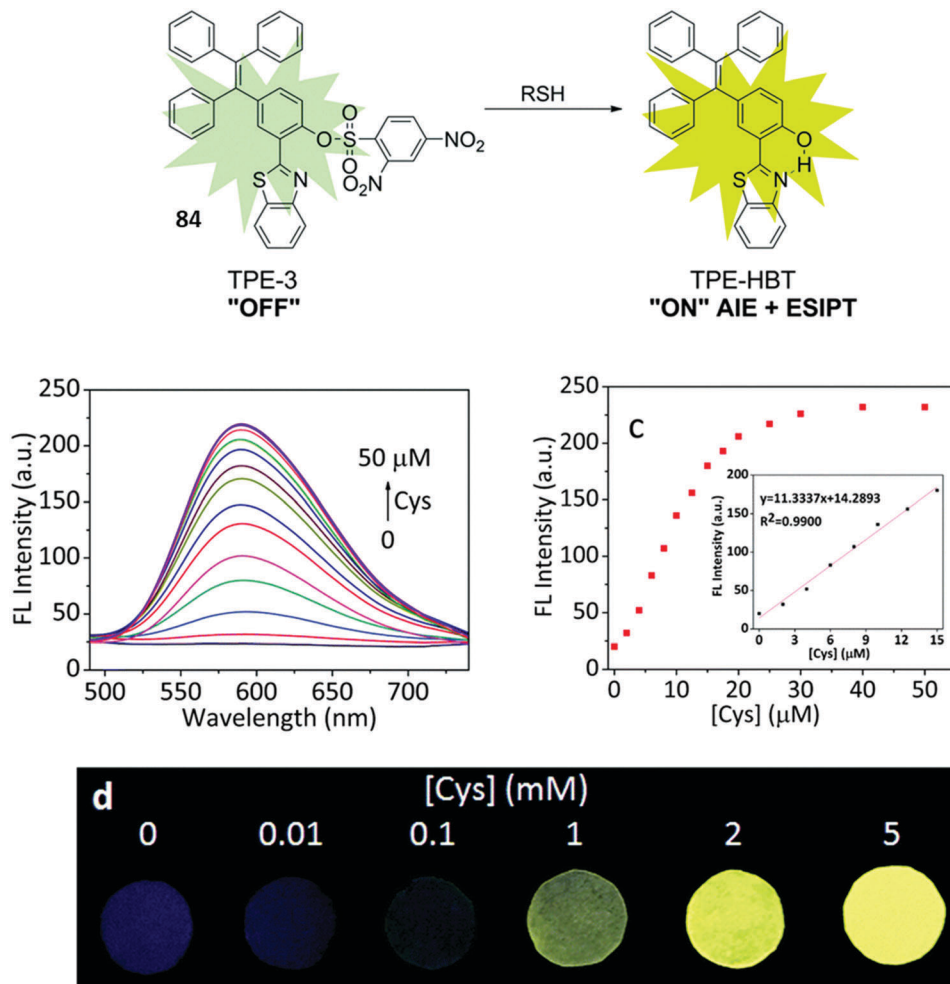 RSH
O
O
S
O
NO₂
NO₂
S
N
84
TPE-3
"OFF"
O
H
S
N
TPE-HBT
"ON" AIE + ESIPT
FL Intensity (a.u.)
250
200
150
100
50
0
50 μM
Cys
0
500 550 600 650 700
Wavelength (nm)
c
FL Intensity (a.u.)
250
200
150
100
50
0
0 10 20 30 40 50
[Cys] (μM)
y=11.3337x+14.2893
R²=0.9900
FL Intensity (a.u.)
200
150
100
50
0
0 3 6 9 12 15
[Cys] (μM)
d
[Cys] (mM)
0 0.01 0.1 1 2 5